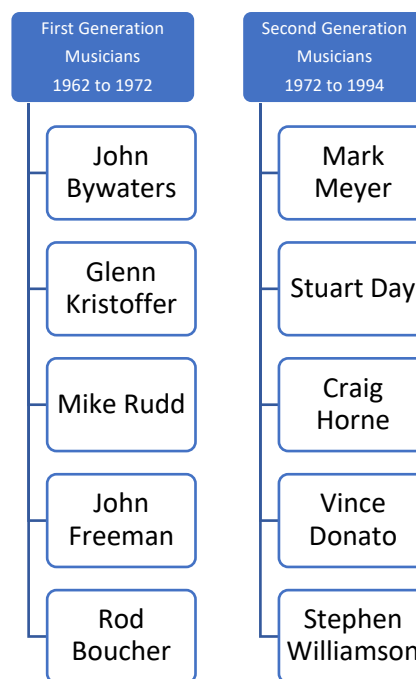 First Generation
Musicians
1962 to 1972
John
Bywaters
Glenn
Kristoffer
Mike Rudd
John
Freeman
Rod
Boucher
Second Generation
Musicians
1972 to 1994
Mark
Meyer
Stuart Day
Craig
Horne
Vince
Donato
Stephen
Williamson